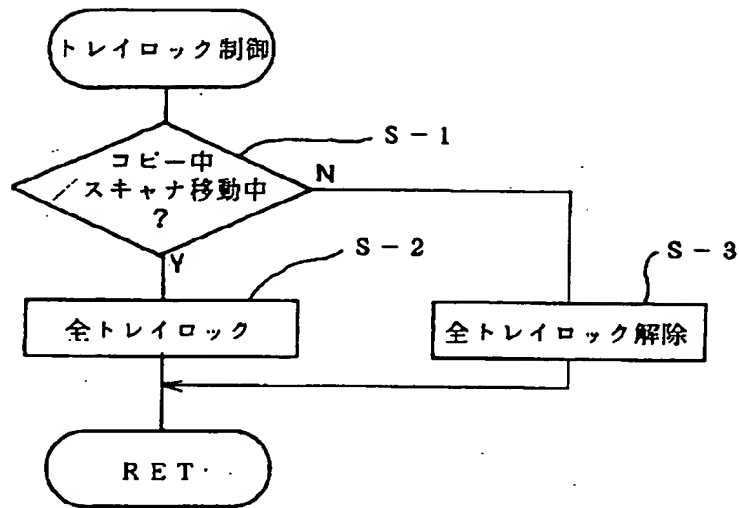 トレイロック制御
S-1
コピー中
/スキャナ移動中
?
N
Y
S-2
S-3
全トレイロック
全トレイロック解除
RET